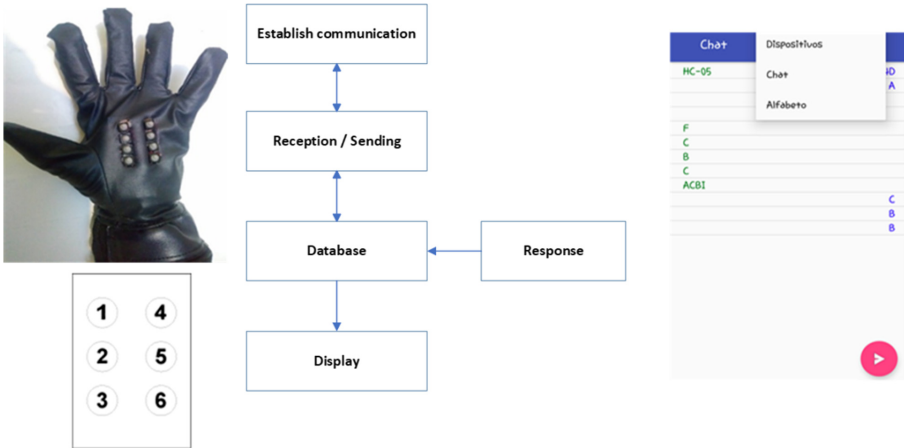 Establish communication
Reception / Sending
Database
Response
Display
1 4
2 5
3 6
Chat
Dispositivos
Chat
Alfabeto
HC-05
A
F
C
B
C
ACBI
C
B
B